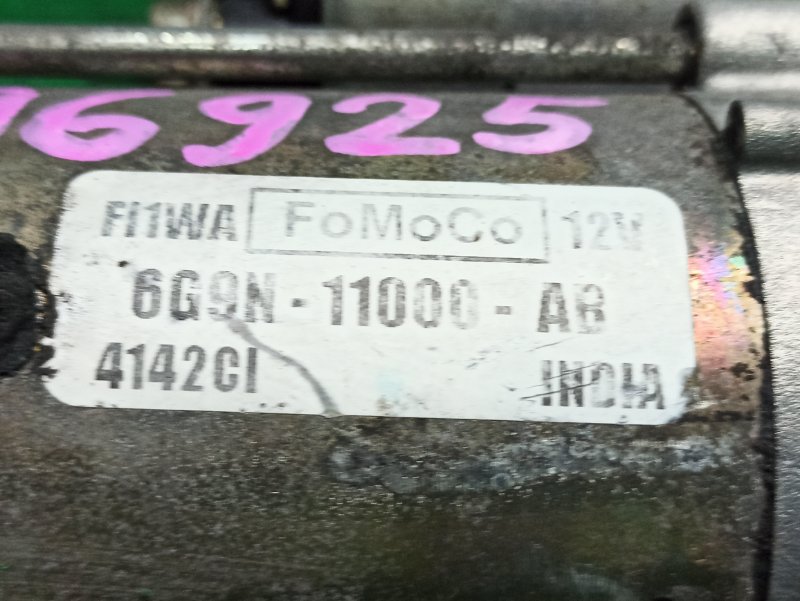 16925
FI1WA FoMoCo 12V
6G9N-11000-AB
4142CI INDIA